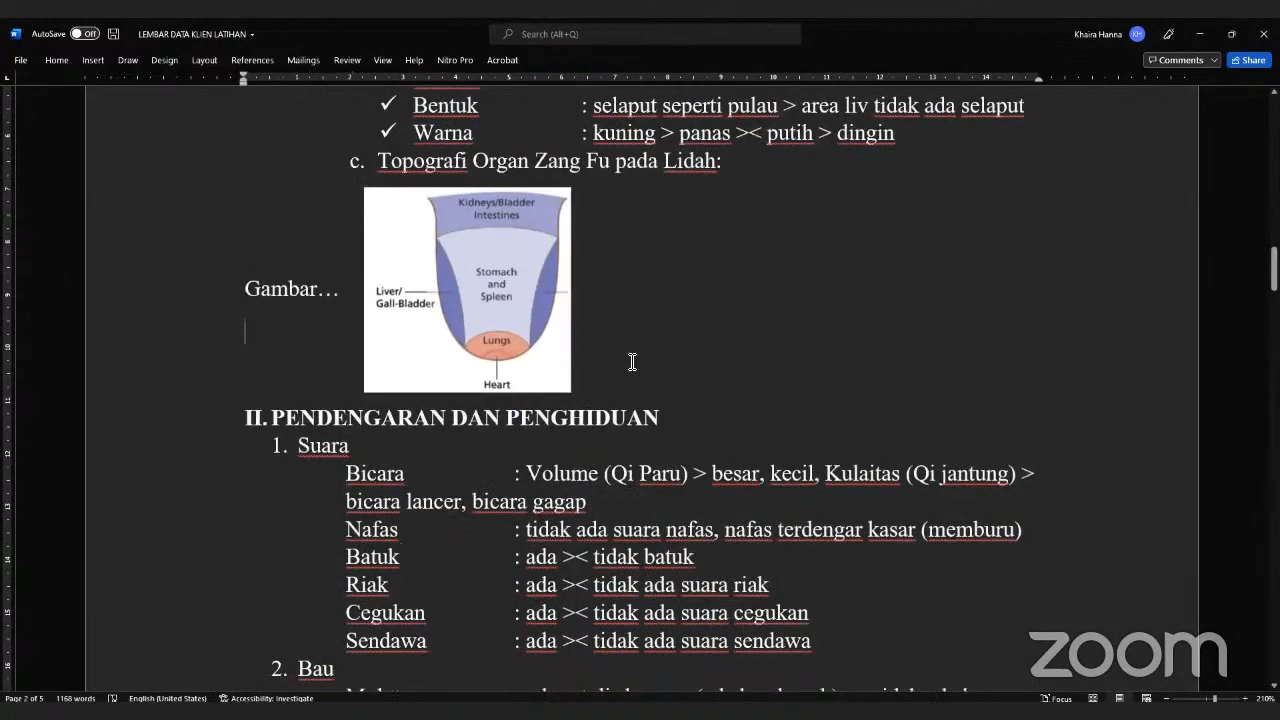 AutoSave Off LEMBAR DATA KLIEN LATIHAN Search (Alt+Q) Khaira Hanna KH
File Home Insert Draw Design Layout References Mailings Review View Help Nitro Pro Acrobat Comments Share
✓ Bentuk : selaput seperti pulau > area liv tidak ada selaput
✓ Warna : kuning > panas >< putih > dingin
c. Topografi Organ Zang Fu pada Lidah:
Kidneys/Bladder
Intestines
Stomach
and
Spleen
Gambar…
Liver/
Gall-Bladder
Lungs
Heart
II. PENDENGARAN DAN PENGHIDUAN
1. Suara
Bicara : Volume (Qi Paru) > besar, kecil, Kulaitas (Qi jantung) >
bicara lancer, bicara gagap
Nafas : tidak ada suara nafas, nafas terdengar kasar (memburu)
Batuk : ada >< tidak batuk
Riak : ada >< tidak ada suara riak
Cegukan : ada >< tidak ada suara cegukan
Sendawa : ada >< tidak ada suara sendawa
2. Bau
zoom
Page 2 of 5 1168 words English (United States) Accessibility: Investigate Focus 210%